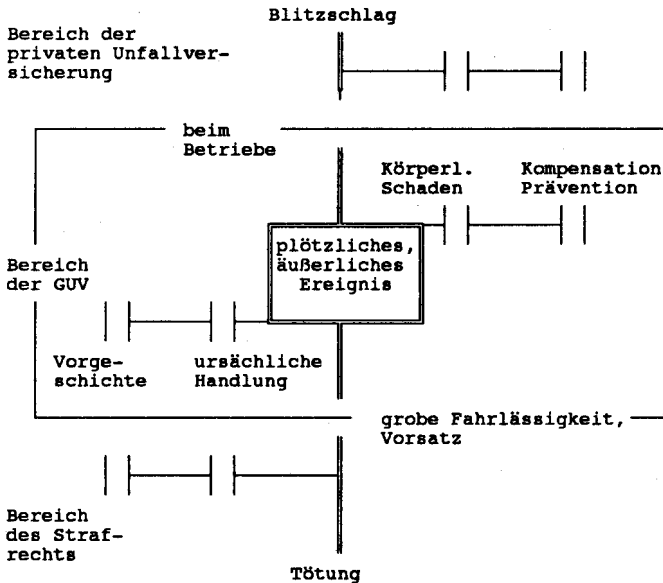 Blitzschlag
Bereich der
privaten Unfallver-
sicherung
beim
Betriebe
Körperl.
Schaden
Kompensation
Prävention
plötzliches,
äußerliches
Ereignis
Bereich
der GUV
Vorge-
schichte
ursächliche
Handlung
grobe Fahrlässigkeit,
Vorsatz
Bereich
des Straf-
rechts
Tötung